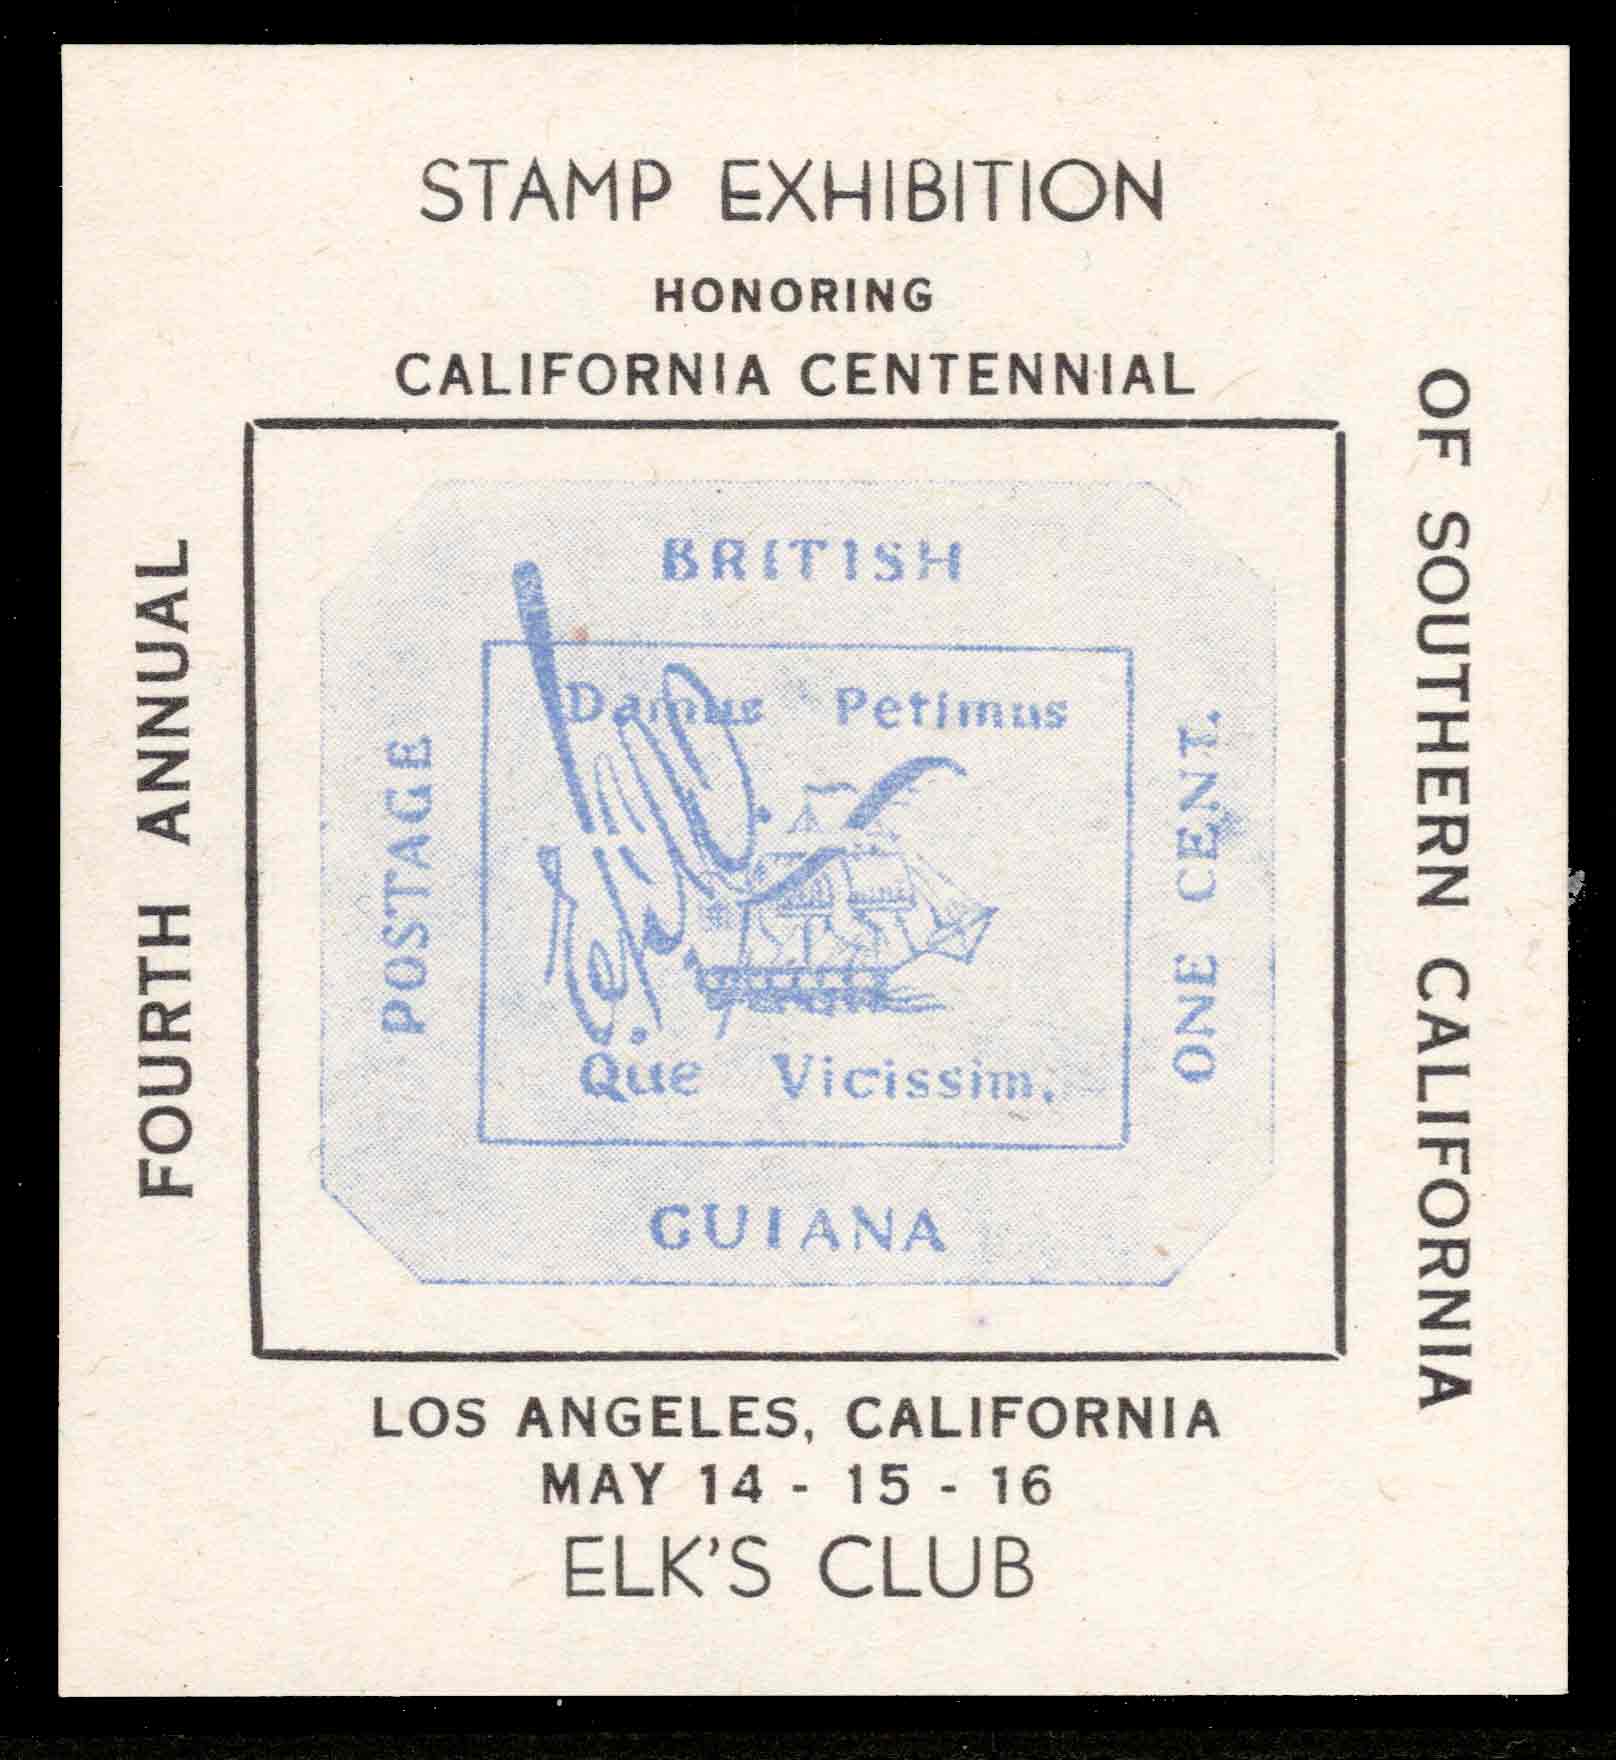 STAMP EXHIBITION
HONORING
CALIFORNIA CENTENNIAL
FOURTH ANNUAL
OF SOUTHERN CALIFORNIA
BRITISH
Damus Petimus
POSTAGE
ONE CENT.
Que Vicissim.
GUIANA
LOS ANGELES, CALIFORNIA
MAY 14 - 15 - 16
ELK'S CLUB